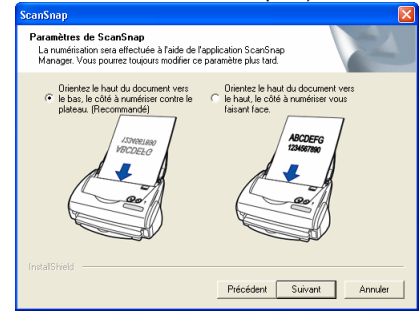 ScanSnap
Paramètres de ScanSnap
La numérisation sera effectuée à l'aide de l'application ScanSnap
Manager. Vous pourrez toujours modifier ce paramètre plus tard.
Orientez le haut du document vers
le bas, le côté à numériser contre le
plateau. (Recommandé)
Orientez le haut du document vers
le haut, le côté à numériser vous
faisant face.
1234567890
ABCDEFG
ABCDEFG
1234567890
InstallShield
Précédent
Suivant
Annuler